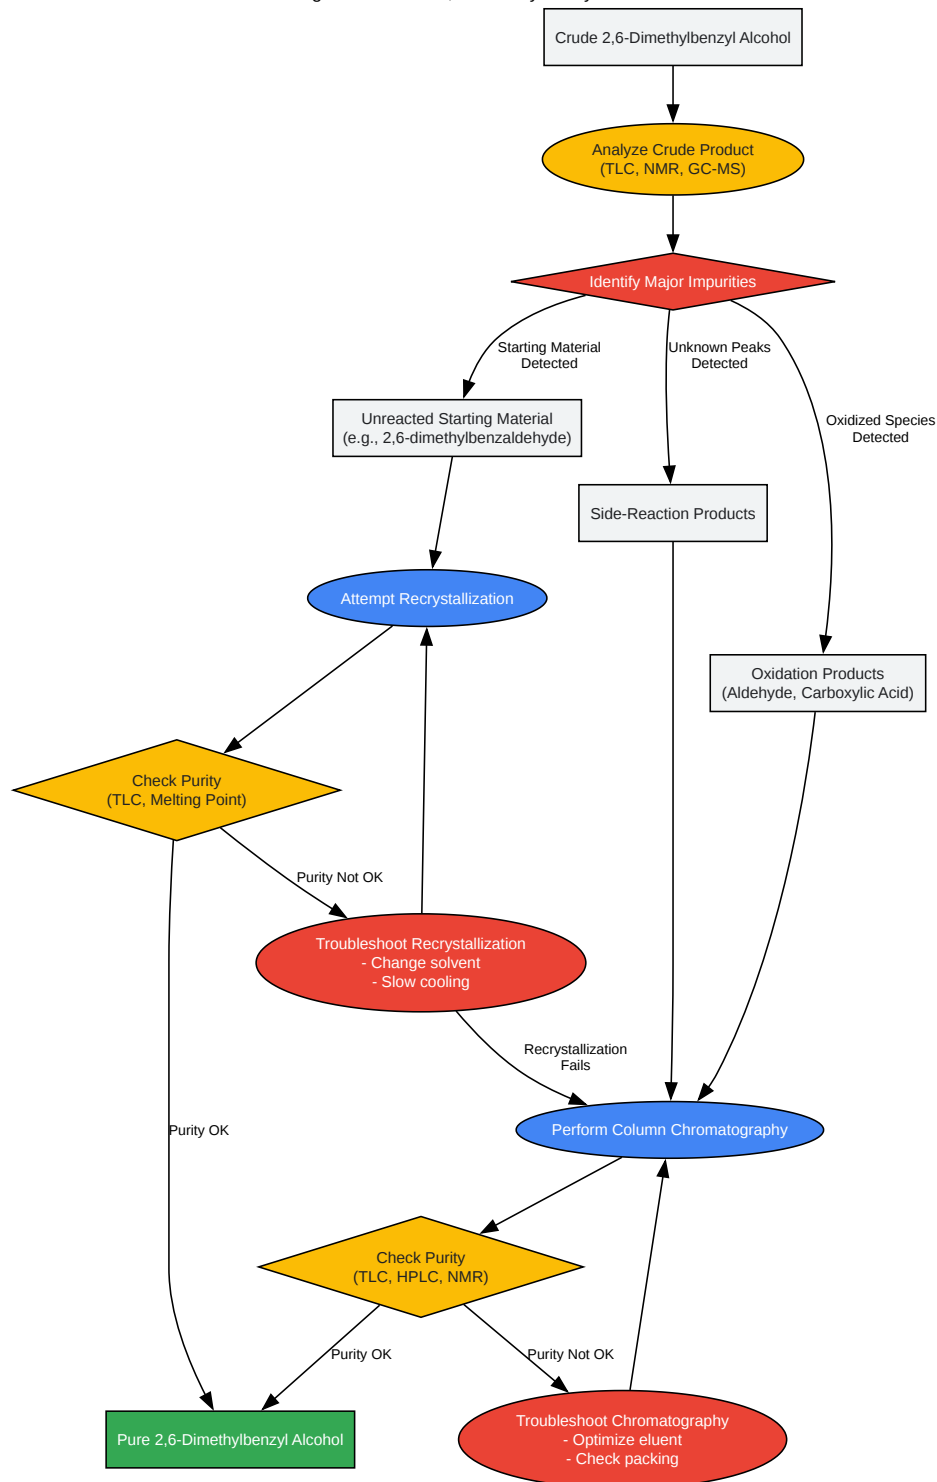 Crude 2,6-Dimethylbenzyl Alcohol
Analyze Crude Product
(TLC, NMR, GC-MS)
Identify Major Impurities
Starting Material
Detected
Unknown Peaks
Detected
Oxidized Species
Detected
Unreacted Starting Material
(e.g., 2,6-dimethylbenzaldehyde)
Side-Reaction Products
Attempt Recrystallization
Oxidation Products
(Aldehyde, Carboxylic Acid)
Check Purity
(TLC, Melting Point)
Purity Not OK
Troubleshoot Recrystallization
- Change solvent
- Slow cooling
Recrystallization
Fails
Purity OK
Perform Column Chromatography
Check Purity
(TLC, HPLC, NMR)
Purity OK
Purity Not OK
Pure 2,6-Dimethylbenzyl Alcohol
Troubleshoot Chromatography
- Optimize eluent
- Check packing